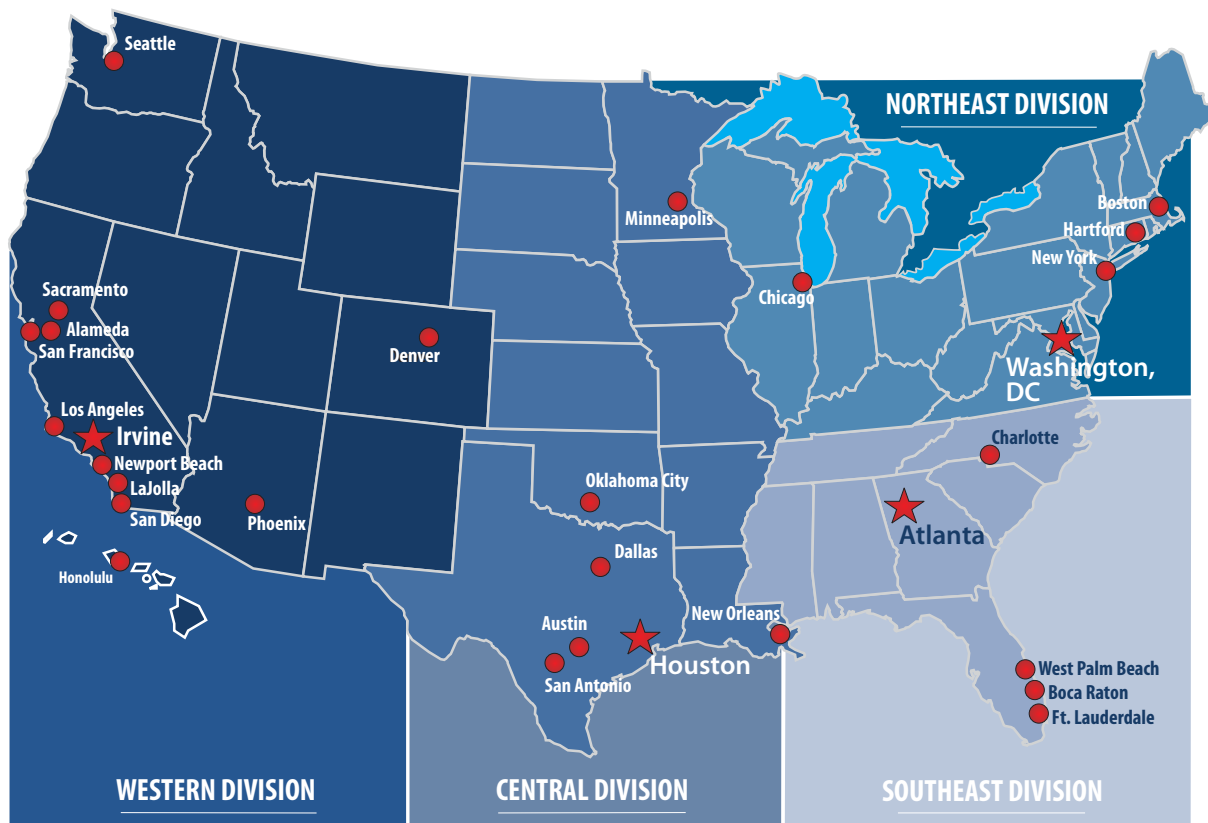 Seattle
NORTHEAST DIVISION
Minneapolis
Boston
Hartford
New York
Chicago
Sacramento
Alameda
San Francisco
Denver
Washington,
DC
Los Angeles
Irvine
Newport Beach
LaJolla
San Diego
Phoenix
Honolulu
Charlotte
Oklahoma City
Atlanta
Dallas
New Orleans
Austin
Houston
San Antonio
West Palm Beach
Boca Raton
Ft. Lauderdale
WESTERN DIVISION
CENTRAL DIVISION
SOUTHEAST DIVISION